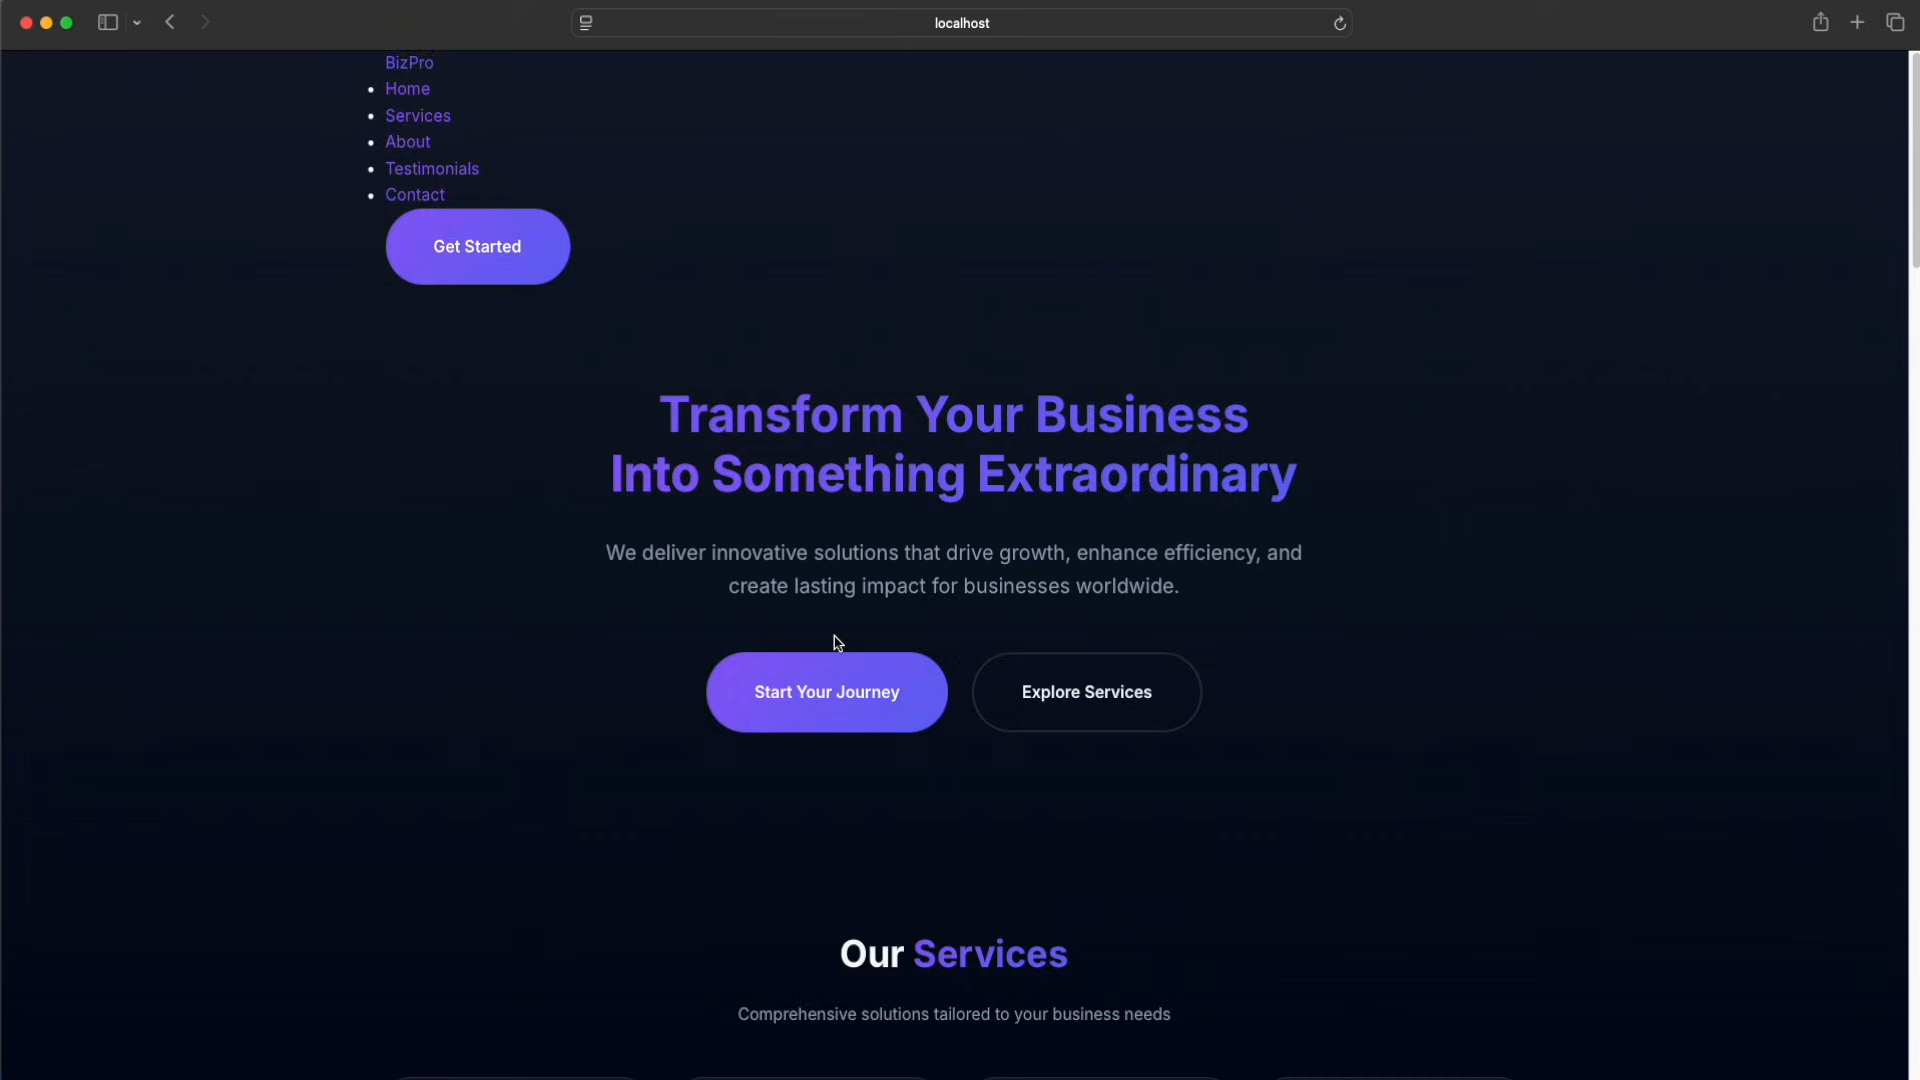 localhost
BizPro
Home
Services
About
Testimonials
Contact
Get Started
Transform Your Business
Into Something Extraordinary
We deliver innovative solutions that drive growth, enhance efficiency, and
create lasting impact for businesses worldwide.
Start Your Journey
Explore Services
Our Services
Comprehensive solutions tailored to your business needs